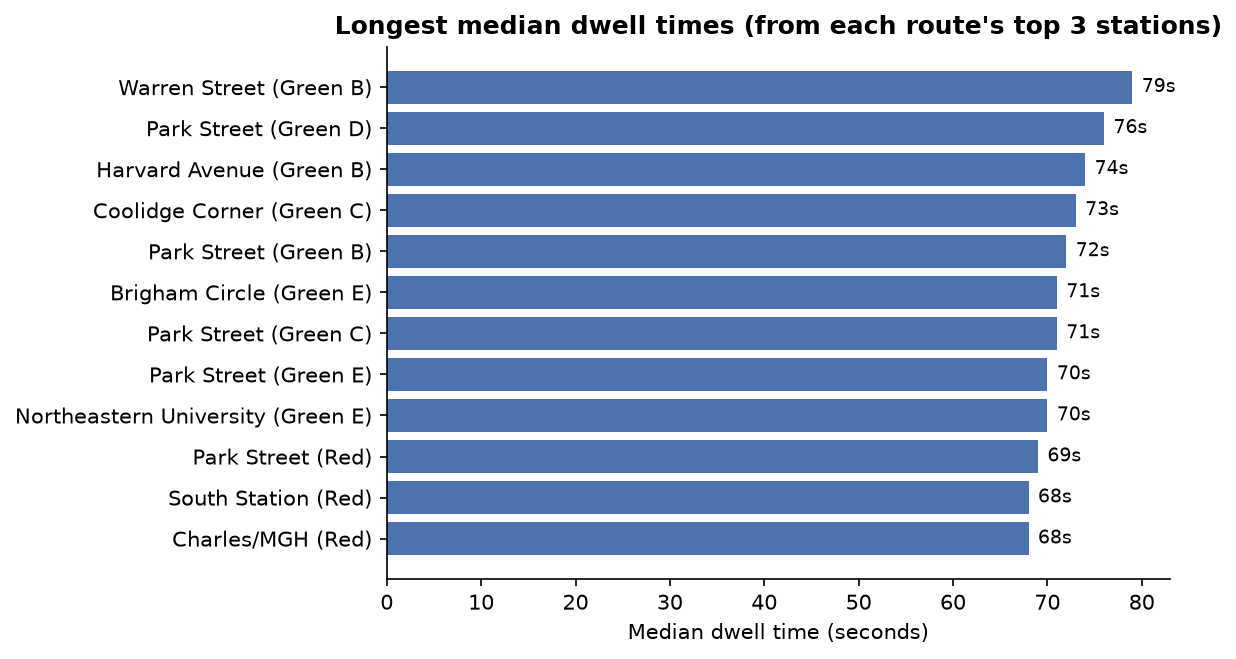 Longest median dwell times (from each route's top 3 stations)
Warren Street (Green B) 79s
Park Street (Green D) 76s
Harvard Avenue (Green B) 74s
Coolidge Corner (Green C) 73s
Park Street (Green B) 72s
Brigham Circle (Green E) 71s
Park Street (Green C) 71s
Park Street (Green E) 70s
Northeastern University (Green E) 70s
Park Street (Red) 69s
South Station (Red) 68s
Charles/MGH (Red) 68s
0 10 20 30 40 50 60 70 80
Median dwell time (seconds)